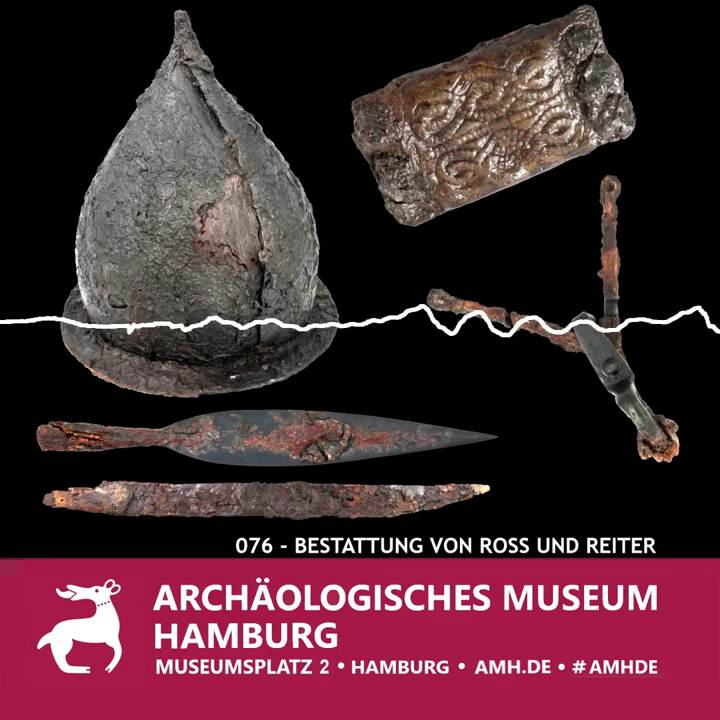 076 - BESTATTUNG VON ROSS UND REITER
ARCHÄOLOGISCHES MUSEUM
HAMBURG
MUSEUMSPLATZ 2 • HAMBURG • AMH.DE • #AMHDE